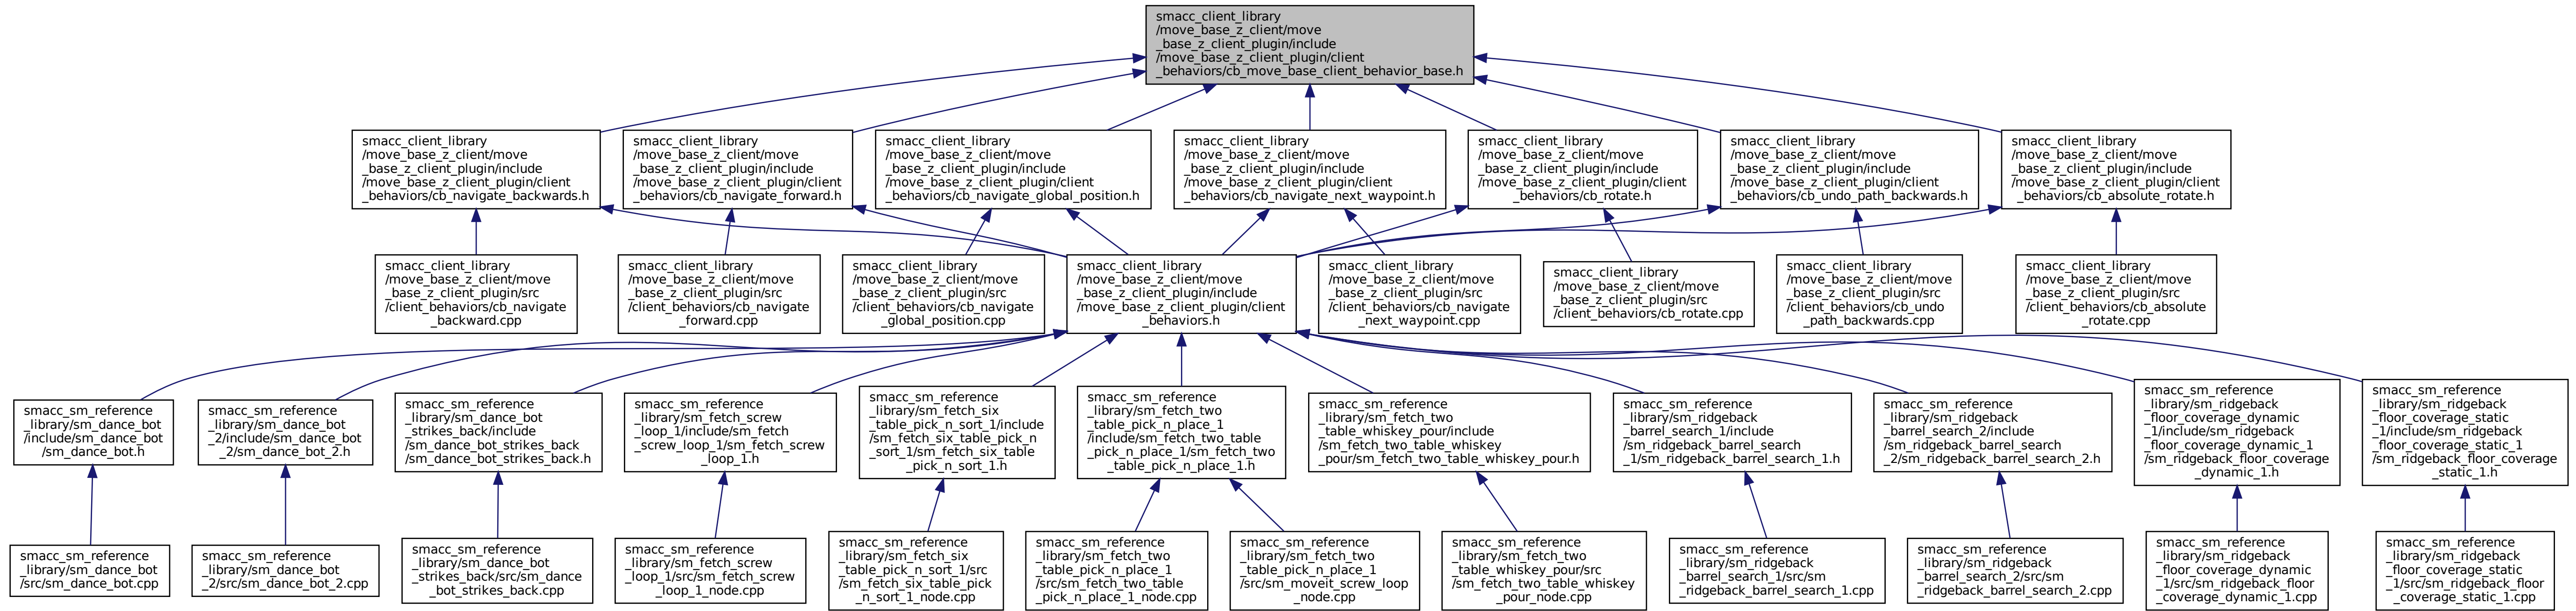 smacc_client_library
/move_base_z_client/move
_base_z_client_plugin/include
/move_base_z_client_plugin/client
_behaviors/cb_move_base_client_behavior_base.h
smacc_client_library
/move_base_z_client/move
_base_z_client_plugin/include
/move_base_z_client_plugin/client
_behaviors/cb_navigate_backwards.h
smacc_client_library
/move_base_z_client/move
_base_z_client_plugin/include
/move_base_z_client_plugin/client
_behaviors/cb_navigate_forward.h
smacc_client_library
/move_base_z_client/move
_base_z_client_plugin/include
/move_base_z_client_plugin/client
_behaviors/cb_navigate_global_position.h
smacc_client_library
/move_base_z_client/move
_base_z_client_plugin/include
/move_base_z_client_plugin/client
_behaviors/cb_navigate_next_waypoint.h
smacc_client_library
/move_base_z_client/move
_base_z_client_plugin/include
/move_base_z_client_plugin/client
_behaviors/cb_rotate.h
smacc_client_library
/move_base_z_client/move
_base_z_client_plugin/include
/move_base_z_client_plugin/client
_behaviors/cb_undo_path_backwards.h
smacc_client_library
/move_base_z_client/move
_base_z_client_plugin/include
/move_base_z_client_plugin/client
_behaviors/cb_absolute_rotate.h
smacc_client_library
/move_base_z_client/move
_base_z_client_plugin/src
/client_behaviors/cb_navigate
_backward.cpp
smacc_client_library
/move_base_z_client/move
_base_z_client_plugin/src
/client_behaviors/cb_navigate
_forward.cpp
smacc_client_library
/move_base_z_client/move
_base_z_client_plugin/src
/client_behaviors/cb_navigate
_global_position.cpp
smacc_client_library
/move_base_z_client/move
_base_z_client_plugin/include
/move_base_z_client_plugin/client
_behaviors.h
smacc_client_library
/move_base_z_client/move
_base_z_client_plugin/src
/client_behaviors/cb_navigate
_next_waypoint.cpp
smacc_client_library
/move_base_z_client/move
_base_z_client_plugin/src
/client_behaviors/cb_rotate.cpp
smacc_client_library
/move_base_z_client/move
_base_z_client_plugin/src
/client_behaviors/cb_undo
_path_backwards.cpp
smacc_client_library
/move_base_z_client/move
_base_z_client_plugin/src
/client_behaviors/cb_absolute
_rotate.cpp
smacc_sm_reference
_library/sm_dance_bot
/include/sm_dance_bot
/sm_dance_bot.h
smacc_sm_reference
_library/sm_dance_bot
_2/include/sm_dance_bot
_2/sm_dance_bot_2.h
smacc_sm_reference
_library/sm_dance_bot
_strikes_back/include
/sm_dance_bot_strikes_back
/sm_dance_bot_strikes_back.h
smacc_sm_reference
_library/sm_fetch_screw
_loop_1/include/sm_fetch
_screw_loop_1/sm_fetch_screw
_loop_1.h
smacc_sm_reference
_library/sm_fetch_six
_table_pick_n_sort_1/include
/sm_fetch_six_table_pick_n
_sort_1/sm_fetch_six_table
_pick_n_sort_1.h
smacc_sm_reference
_library/sm_fetch_two
_table_pick_n_place_1
/include/sm_fetch_two_table
_pick_n_place_1/sm_fetch_two
_table_pick_n_place_1.h
smacc_sm_reference
_library/sm_fetch_two
_table_whiskey_pour/include
/sm_fetch_two_table_whiskey
_pour/sm_fetch_two_table_whiskey_pour.h
smacc_sm_reference
_library/sm_ridgeback
_barrel_search_1/include
/sm_ridgeback_barrel_search
_1/sm_ridgeback_barrel_search_1.h
smacc_sm_reference
_library/sm_ridgeback
_barrel_search_2/include
/sm_ridgeback_barrel_search
_2/sm_ridgeback_barrel_search_2.h
smacc_sm_reference
_library/sm_ridgeback
_floor_coverage_dynamic
_1/include/sm_ridgeback
_floor_coverage_dynamic_1
/sm_ridgeback_floor_coverage
_dynamic_1.h
smacc_sm_reference
_library/sm_ridgeback
_floor_coverage_static
_1/include/sm_ridgeback
_floor_coverage_static_1
/sm_ridgeback_floor_coverage
_static_1.h
smacc_sm_reference
_library/sm_dance_bot
/src/sm_dance_bot.cpp
smacc_sm_reference
_library/sm_dance_bot
_2/src/sm_dance_bot_2.cpp
smacc_sm_reference
_library/sm_dance_bot
_strikes_back/src/sm_dance
_bot_strikes_back.cpp
smacc_sm_reference
_library/sm_fetch_screw
_loop_1/src/sm_fetch_screw
_loop_1_node.cpp
smacc_sm_reference
_library/sm_fetch_six
_table_pick_n_sort_1/src
/sm_fetch_six_table_pick
_n_sort_1_node.cpp
smacc_sm_reference
_library/sm_fetch_two
_table_pick_n_place_1
/src/sm_fetch_two_table
_pick_n_place_1_node.cpp
smacc_sm_reference
_library/sm_fetch_two
_table_pick_n_place_1
/src/sm_moveit_screw_loop
_node.cpp
smacc_sm_reference
_library/sm_fetch_two
_table_whiskey_pour/src
/sm_fetch_two_table_whiskey
_pour_node.cpp
smacc_sm_reference
_library/sm_ridgeback
_barrel_search_1/src/sm
_ridgeback_barrel_search_1.cpp
smacc_sm_reference
_library/sm_ridgeback
_barrel_search_2/src/sm
_ridgeback_barrel_search_2.cpp
smacc_sm_reference
_library/sm_ridgeback
_floor_coverage_dynamic
_1/src/sm_ridgeback_floor
_coverage_dynamic_1.cpp
smacc_sm_reference
_library/sm_ridgeback
_floor_coverage_static
_1/src/sm_ridgeback_floor
_coverage_static_1.cpp